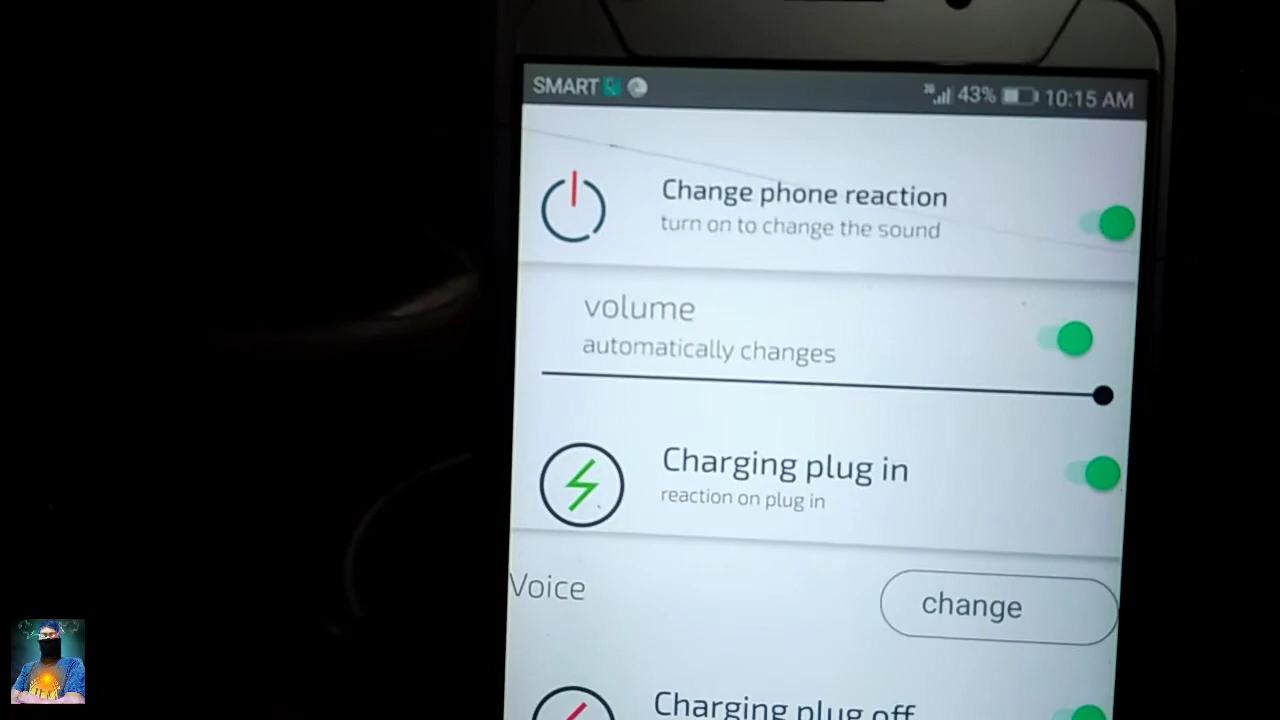 SMART 3G 43% 10:15 AM
Change phone reaction
turn on to change the sound
volume
automatically changes
Charging plug in
reaction on plug in
Voice
change
Charging plug off